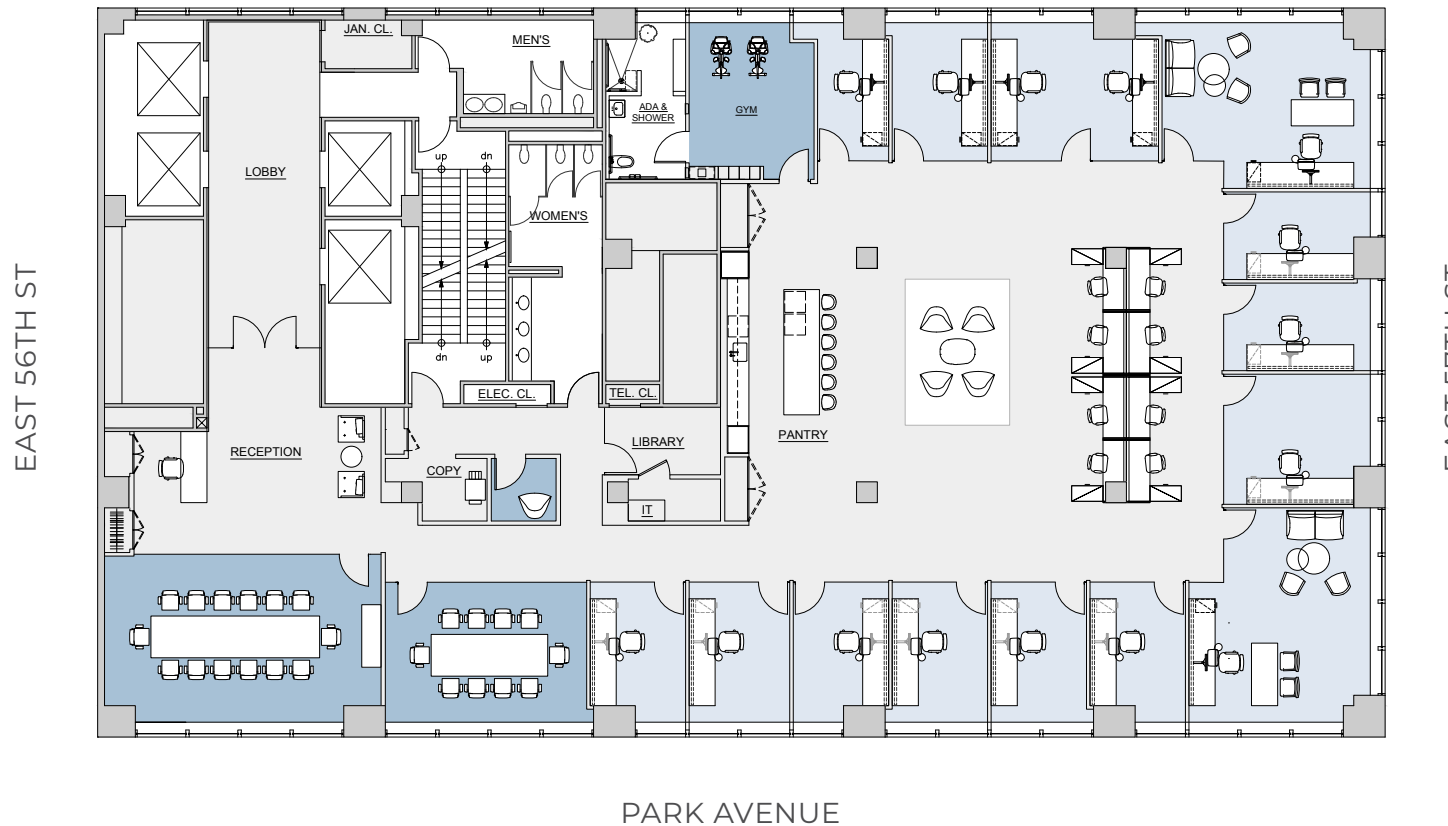 JAN. CL.
MEN'S
ADA &
SHOWER
GYM
up
dn
LOBBY
WOMEN'S
EAST 56TH ST
dn
up
ELEC. CL.
TEL. CL.
PANTRY
LIBRARY
RECEPTION
COPY
IT
PARK AVENUE